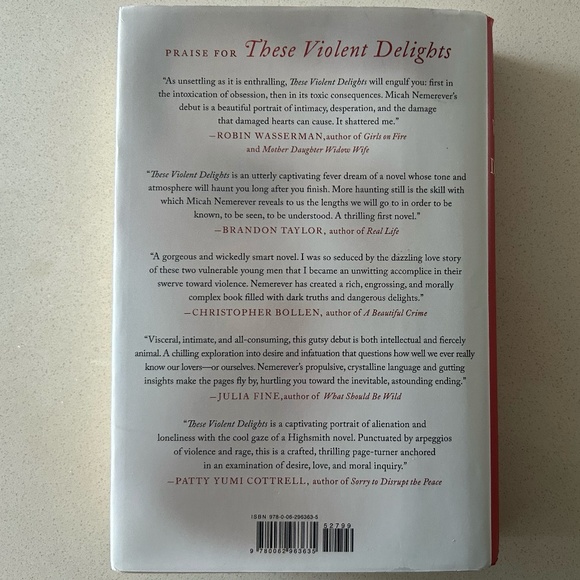 PRAISE FOR These Violent Delights
"As unsettling as it is enthralling, These Violent Delights will engulf you: first in
the intoxication of obsession, then in its toxic consequences. Micah Nemerever's
debut is a beautiful portrait of intimacy, desperation, and the damage
that damaged hearts can cause. It shattered me."
—ROBIN WASSERMAN, author of Girls on Fire
and Mother Daughter Widow Wife
"These Violent Delights is an utterly captivating fever dream of a novel whose tone and
atmosphere will haunt you long after you finish. More haunting still is the skill with
which Micah Nemerever reveals to us the lengths we will go to in order to be
known, to be seen, to be understood. A thrilling first novel."
—BRANDON TAYLOR, author of Real Life
"A gorgeous and wickedly smart novel. I was so seduced by the dazzling love story
of these two vulnerable young men that I became an unwitting accomplice in their
swerve toward violence. Nemerever has created a rich, engrossing, and morally
complex book filled with dark truths and dangerous delights."
—CHRISTOPHER BOLLEN, author of A Beautiful Crime
"Visceral, intimate, and all-consuming, this gutsy debut is both intellectual and fiercely
animal. A chilling exploration into desire and infatuation that questions how well we ever really
know our lovers—or ourselves. Nemerever's propulsive, crystalline language and gutting
insights make the pages fly by, hurtling you toward the inevitable, astounding ending."
—JULIA FINE, author of What Should Be Wild
"These Violent Delights is a captivating portrait of alienation and
loneliness with the cool gaze of a Highsmith novel. Punctuated by arpeggios
of violence and rage, this is a crafted, thrilling page-turner anchored
in an examination of desire, love, and moral inquiry."
—PATTY YUMI COTTRELL, author of Sorry to Disrupt the Peace
ISBN 978-0-06-296363-5
52799
9 780062 963635